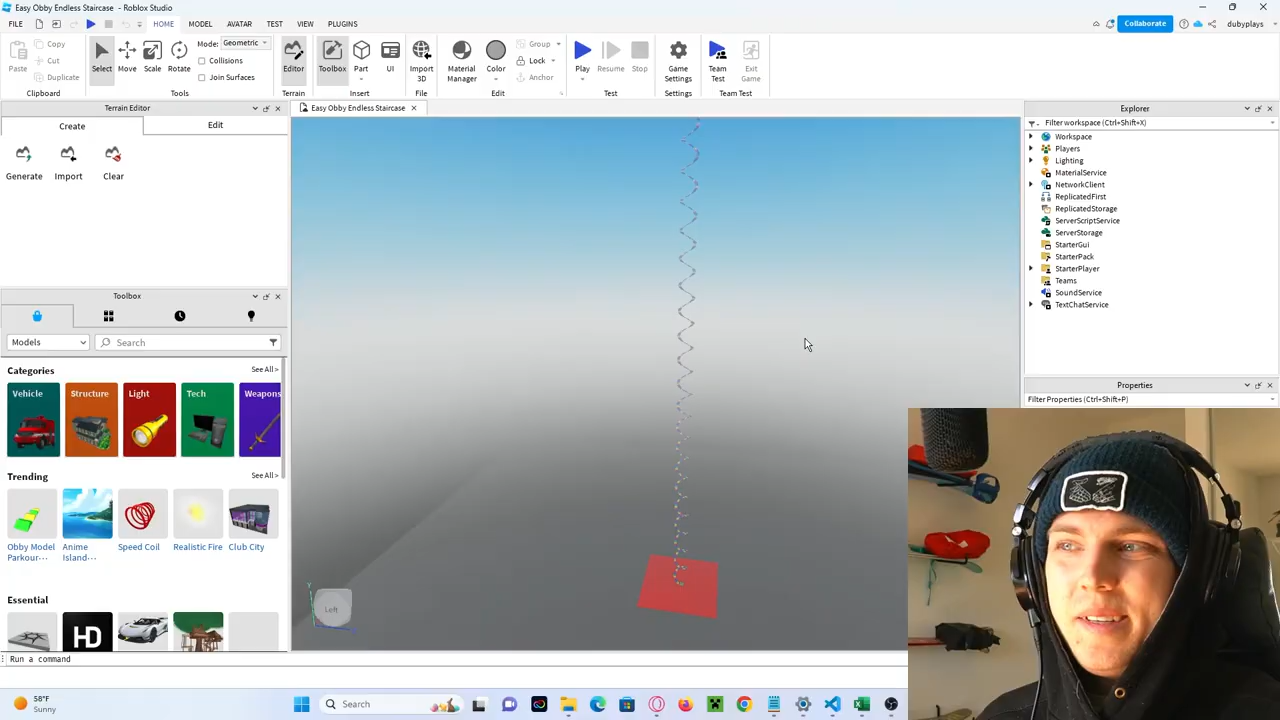 Easy Obby Endless Staircase - Roblox Studio
FILE
HOME
MODEL
AVATAR
TEST
VIEW
PLUGINS
Collaborate
dubyplays
Paste
Copy
Cut
Duplicate
Clipboard
Select
Move
Scale
Rotate
Mode:
Geometric
Collisions
Join Surfaces
Tools
Editor
Terrain
Toolbox
Part
UI
Insert
Import
3D
File
Material
Manager
Color
Group
Lock
Anchor
Edit
Play
Resume
Stop
Test
Game
Settings
Settings
Team
Test
Exit
Game
Team Test
Terrain Editor
Create
Edit
Generate
Import
Clear
Toolbox
Models
Search
Categories
See All >
Vehicle
Structure
Light
Tech
Weapons
Trending
See All >
Obby Model
Parkour...
Anime
Island...
Speed Coil
Realistic Fire
Club City
Essential
See All >
HD
Run a command
Easy Obby Endless Staircase
Left
Y
Explorer
Filter workspace (Ctrl+Shift+X)
Workspace
Players
Lighting
MaterialService
NetworkClient
ReplicatedFirst
ReplicatedStorage
ServerScriptService
ServerStorage
StarterGui
StarterPack
StarterPlayer
Teams
SoundService
TextChatService
Properties
Filter Properties (Ctrl+Shift+P)
58°F
Sunny
Search